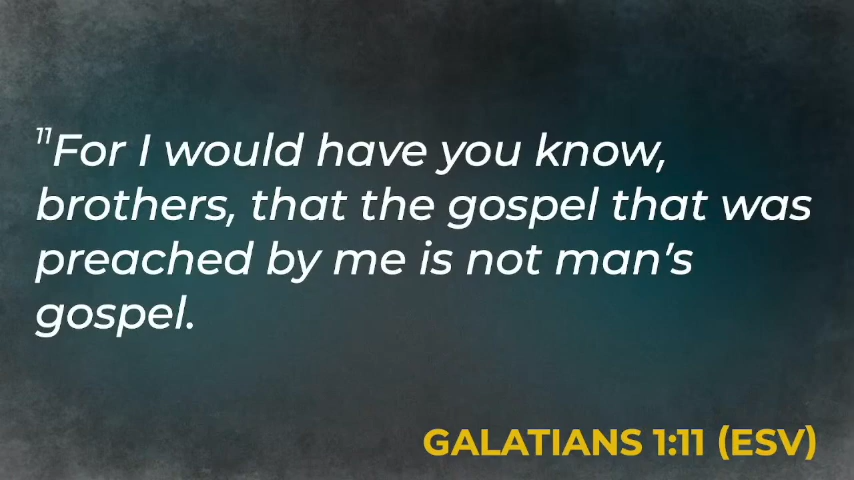 ¹¹For I would have you know,
brothers, that the gospel that was
preached by me is not man's
gospel.
GALATIANS 1:11 (ESV)